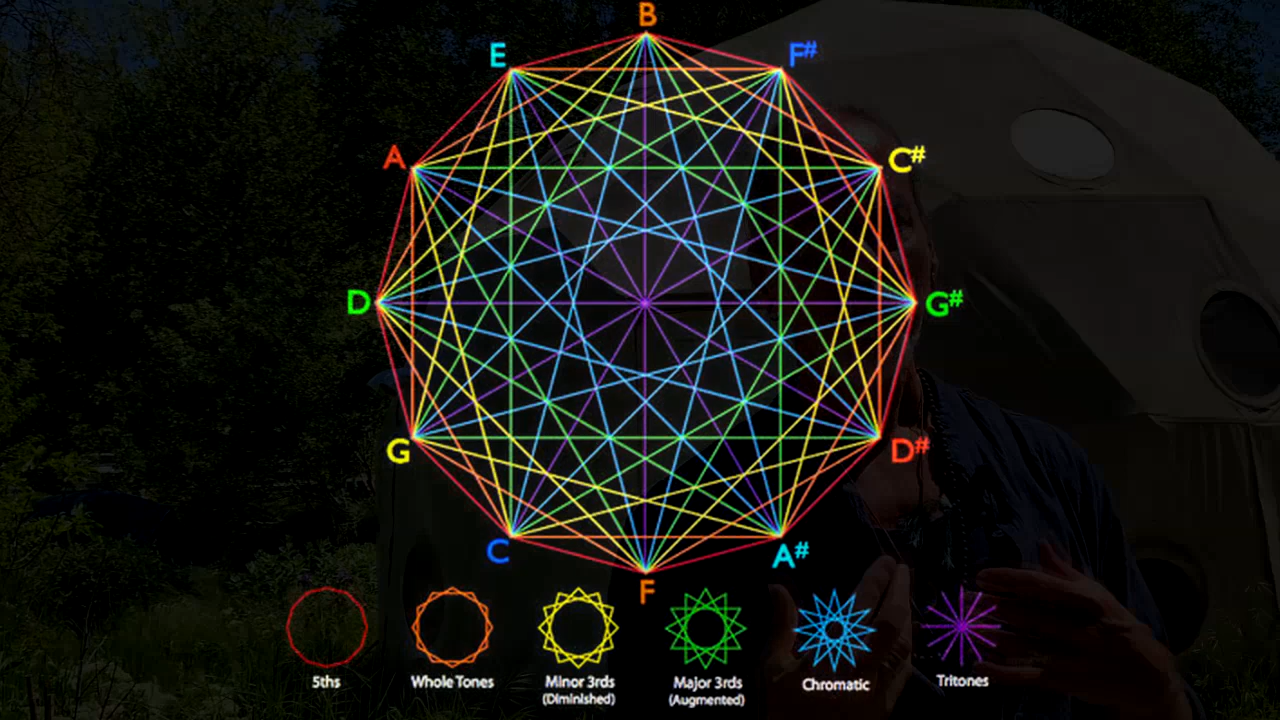 B
E
F#
A
C#
D
G#
G
D#
C
A#
F
5ths
Whole Tones
Minor 3rds
(Diminished)
Major 3rds
(Augmented)
Chromatic
Tritones